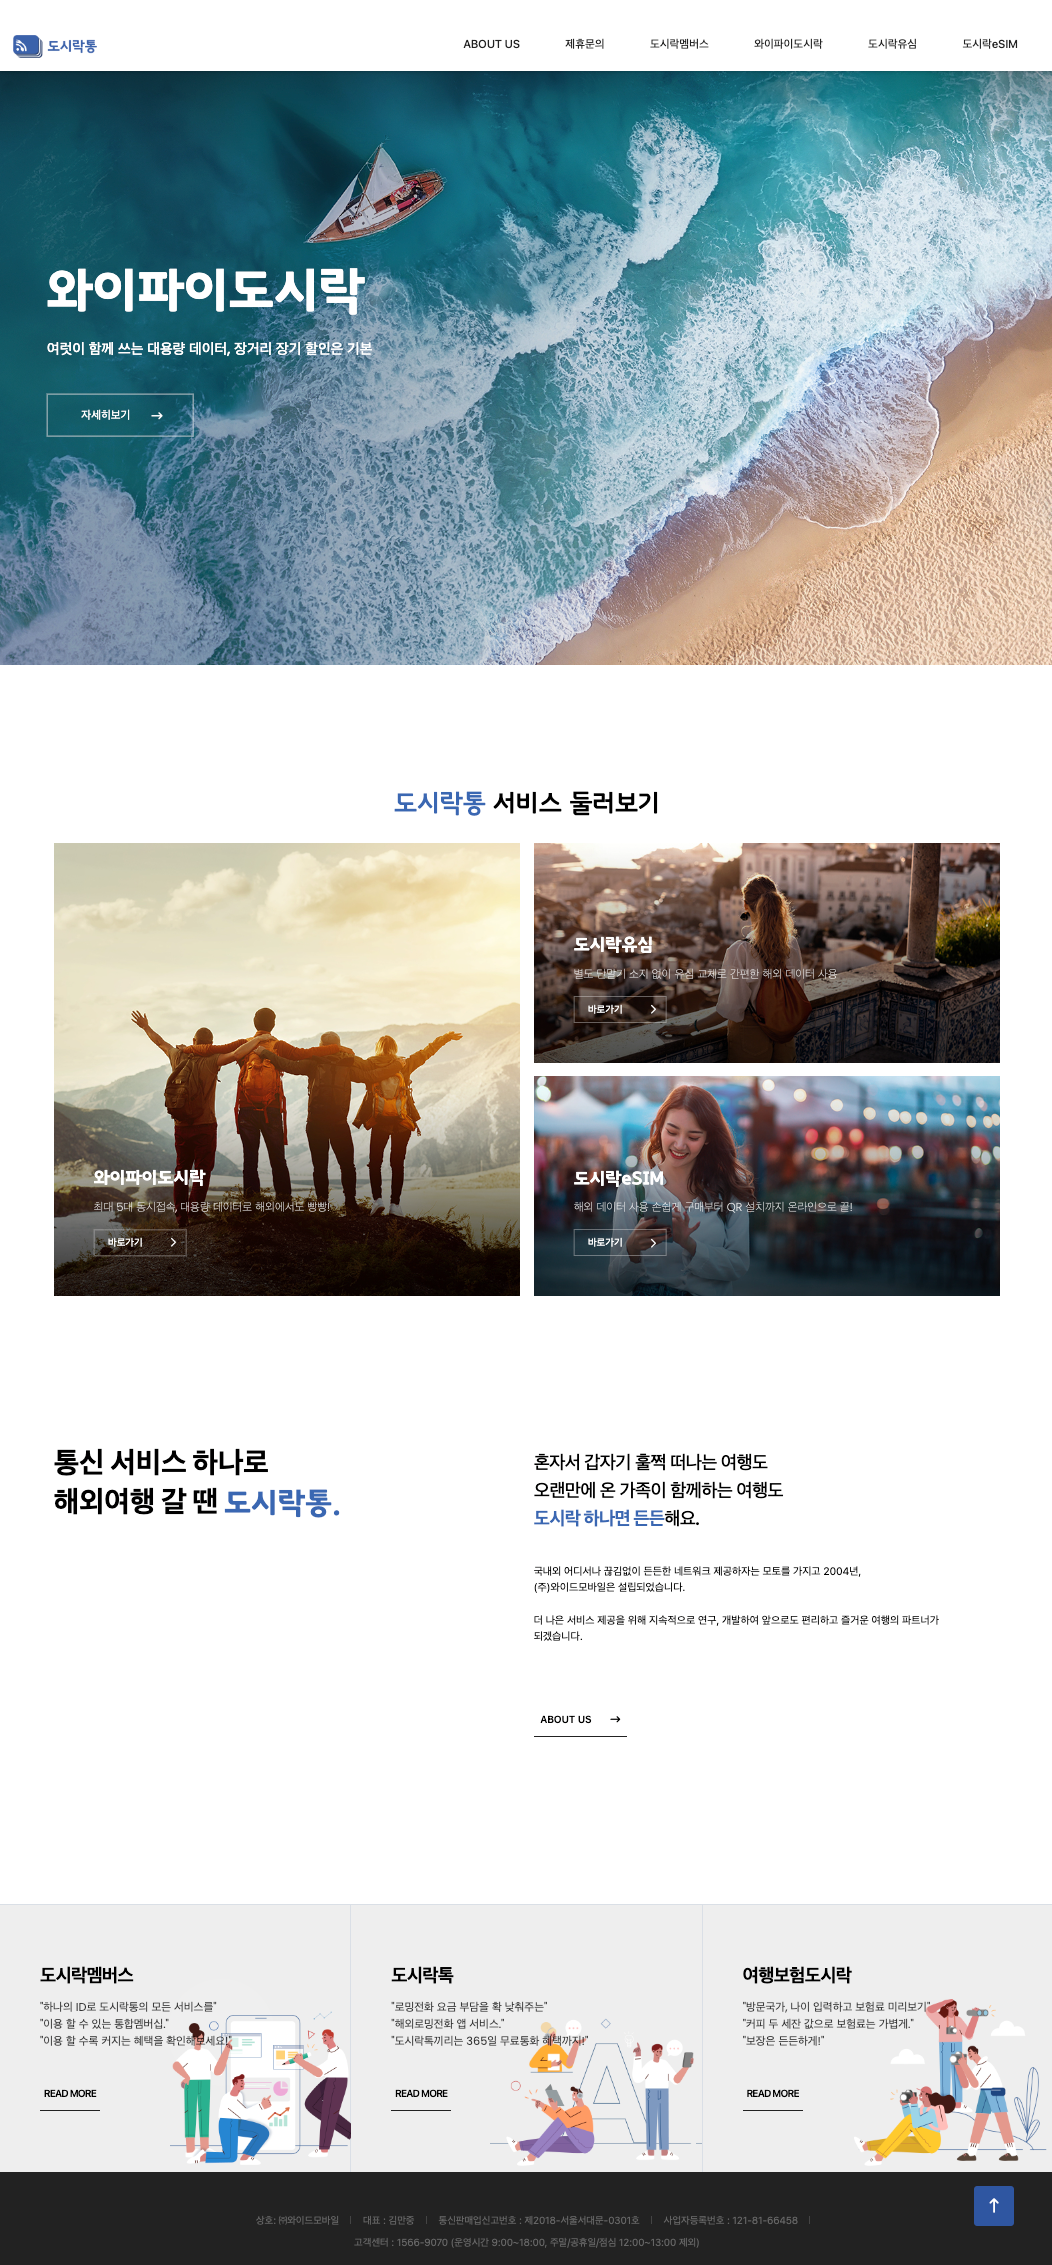 도시락통
ABOUT US
제휴문의
도시락멤버스
와이파이도시락
도시락유심
도시락eSIM
와이파이도시락
여럿이 함께 쓰는 대용량 데이터, 장거리 장기 할인은 기본
자세히보기 →
도시락통 서비스 둘러보기
와이파이도시락
최대 5대 동시접속, 대용량 데이터로 해외에서도 빵빵!
바로가기
도시락유심
별도 단말기 소지 없이 유심 교체로 간편한 해외 데이터 사용
바로가기
도시락eSIM
해외 데이터 사용 손쉽게 구매부터 QR 설치까지 온라인으로 끝!
바로가기
통신 서비스 하나로
해외여행 갈 땐 도시락통.
혼자서 갑자기 훌쩍 떠나는 여행도
오랜만에 온 가족이 함께하는 여행도
도시락 하나면 든든해요.
국내외 어디서나 끊김없이 든든한 네트워크 제공하자는 모토를 가지고 2004년,
(주)와이드모바일은 설립되었습니다.
더 나은 서비스 제공을 위해 지속적으로 연구, 개발하여 앞으로도 편리하고 즐거운 여행의 파트너가
되겠습니다.
ABOUT US →
도시락멤버스
"하나의 ID로 도시락통의 모든 서비스를"
"이용 할 수 있는 통합멤버십."
"이용 할 수록 커지는 혜택을 확인해보세요!"
READ MORE
도시락톡
"로밍전화 요금 부담을 확 낮춰주는"
"해외로밍전화 앱 서비스."
"도시락톡끼리는 365일 무료통화 혜택까지!"
READ MORE
여행보험도시락
"방문국가, 나이 입력하고 보험료 미리보기"
"커피 두 세잔 값으로 보험료는 가볍게."
"보장은 든든하게!"
READ MORE
상호: ㈜와이드모바일 | 대표 : 김만중 | 통신판매업신고번호 : 제2018-서울서대문-0301호 | 사업자등록번호 : 121-81-66458 |
고객센터 : 1566-9070 (운영시간 9:00~18:00, 주말/공휴일/점심 12:00~13:00 제외)